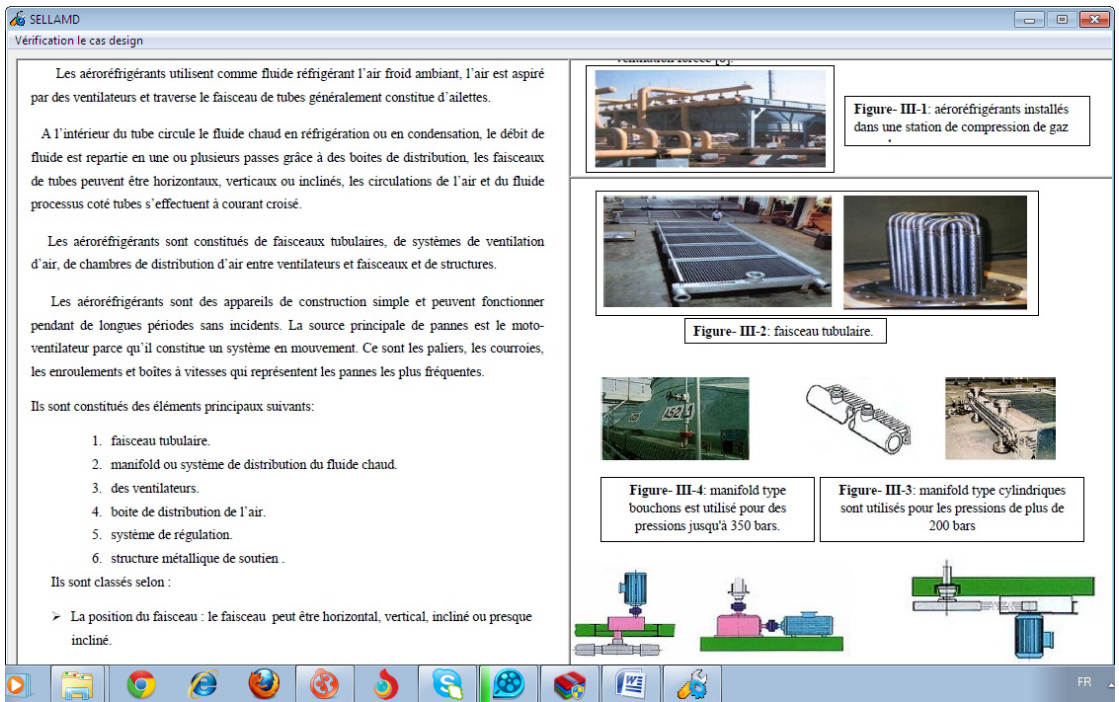 SELLAMD
Vérification le cas design
Les aéroréfrigérants utilisent comme fluide réfrigérant l’air froid ambiant, l’air est aspiré
par des ventilateurs et traverse le faisceau de tubes généralement constitue d’ailettes.
A l’intérieur du tube circule le fluide chaud en réfrigération ou en condensation, le débit de
fluide est repartie en une ou plusieurs passes grâce à des boites de distribution, les faisceaux
de tubes peuvent être horizontaux, verticaux ou inclinés, les circulations de l’air et du fluide
processus coté tubes s’effectuent à courant croisé.
Les aéroréfrigérants sont constitués de faisceaux tubulaires, de systèmes de ventilation
d’air, de chambres de distribution d’air entre ventilateurs et faisceaux et de structures.
Les aéroréfrigérants sont des appareils de construction simple et peuvent fonctionner
pendant de longues périodes sans incidents. La source principale de pannes est le moto-
ventilateur parce qu’il constitue un système en mouvement. Ce sont les paliers, les courroies,
les enroulements et boîtes à vitesses qui représentent les pannes les plus fréquentes.
Ils sont constitués des éléments principaux suivants:
1. faisceau tubulaire.
2. manifold ou système de distribution du fluide chaud.
3. des ventilateurs.
4. boite de distribution de l’air.
5. système de régulation.
6. structure métallique de soutien .
Ils sont classés selon :
➢ La position du faisceau : le faisceau peut être horizontal, vertical, incliné ou presque
incliné.
Figure- III-1: aéroréfrigérants installés
dans une station de compression de gaz
Figure- III-2: faisceau tubulaire.
152
Figure- III-4: manifold type
bouchons est utilisé pour des
pressions jusqu'à 350 bars.
Figure- III-3: manifold type cylindriques
sont utilisés pour les pressions de plus de
200 bars
FR